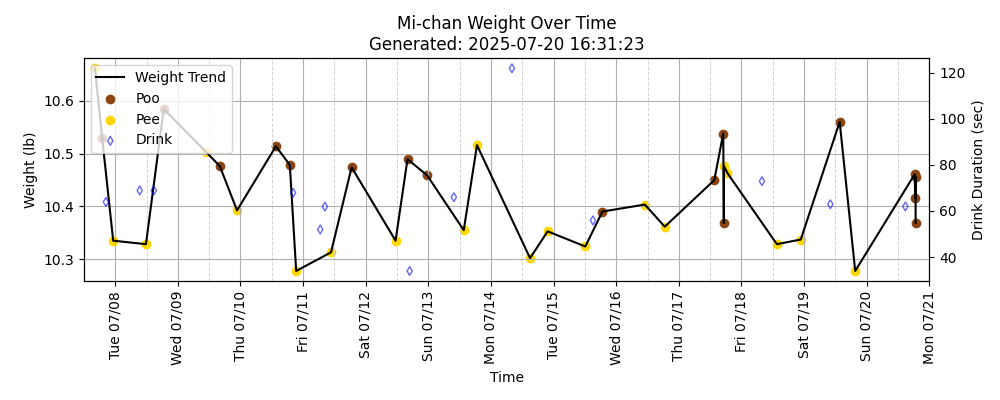 Mi-chan Weight Over Time
Generated: 2025-07-20 16:31:23
Weight Trend
Poo
Pee
Drink
Weight (lb)
10.6
10.5
10.4
10.3
Drink Duration (sec)
120
100
80
60
40
Tue 07/08
Wed 07/09
Thu 07/10
Fri 07/11
Sat 07/12
Sun 07/13
Mon 07/14
Tue 07/15
Wed 07/16
Thu 07/17
Fri 07/18
Sat 07/19
Sun 07/20
Mon 07/21
Time